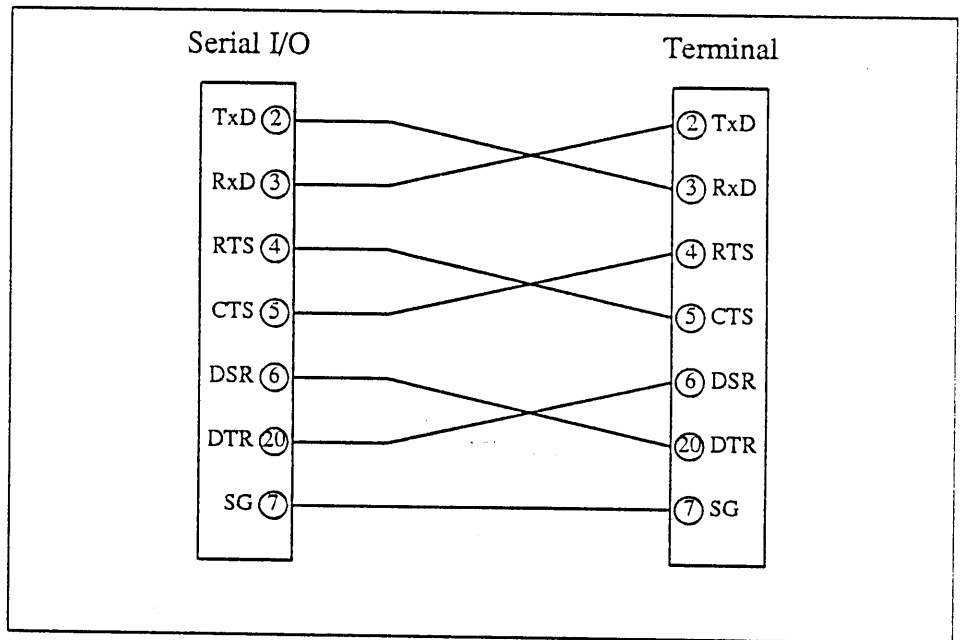 Serial I/O Terminal
TxD 2 2 TxD
RxD 3 3 RxD
RTS 4 4 RTS
CTS 5 5 CTS
DSR 6 6 DSR
DTR 20 20 DTR
SG 7 7 SG